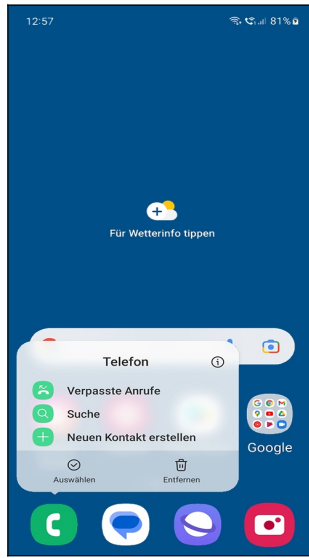 12:57
81%
Für Wetterinfo tippen
Telefon
Verpasste Anrufe
Suche
Neuen Kontakt erstellen
Google
Auswählen
Entfernen